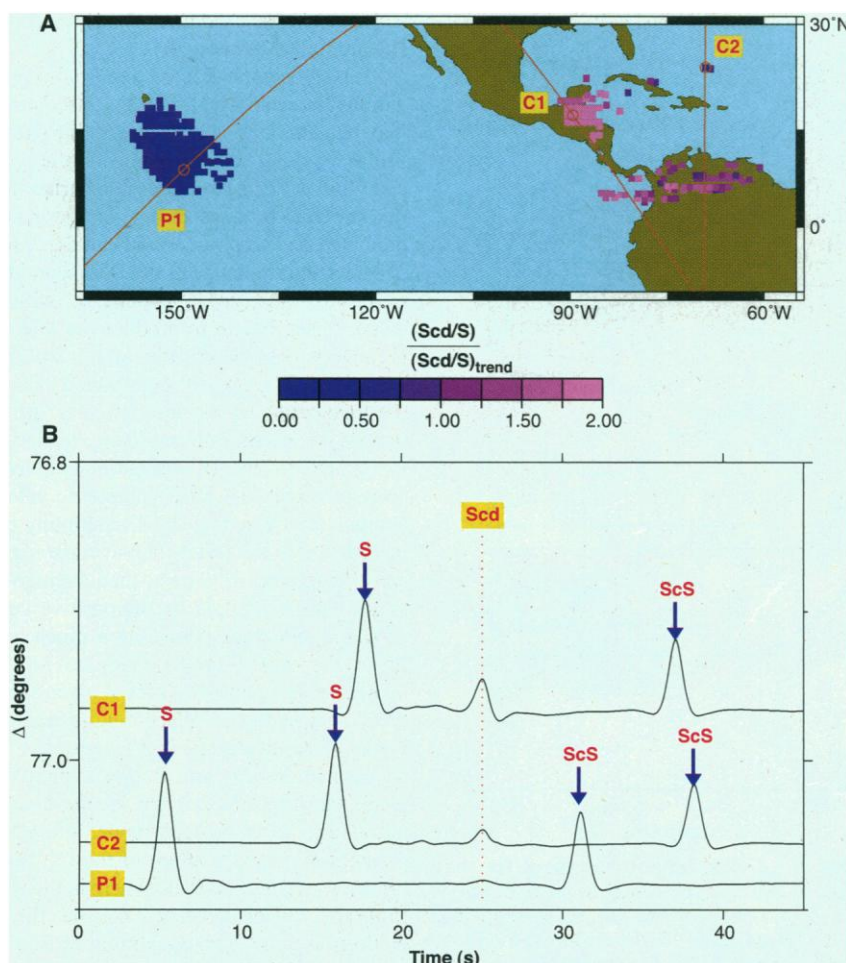 A
30°N
C2
C1
P1
0°
150°W
120°W
90°W
60°W
(Scd/S)
(Scd/S)trend
0.00
0.50
1.00
1.50
2.00
B
76.8
Scd
S
ScS
S
C1
S
ScS
ScS
77.0
Δ (degrees)
C2
P1
0
10
20
30
40
Time (s)